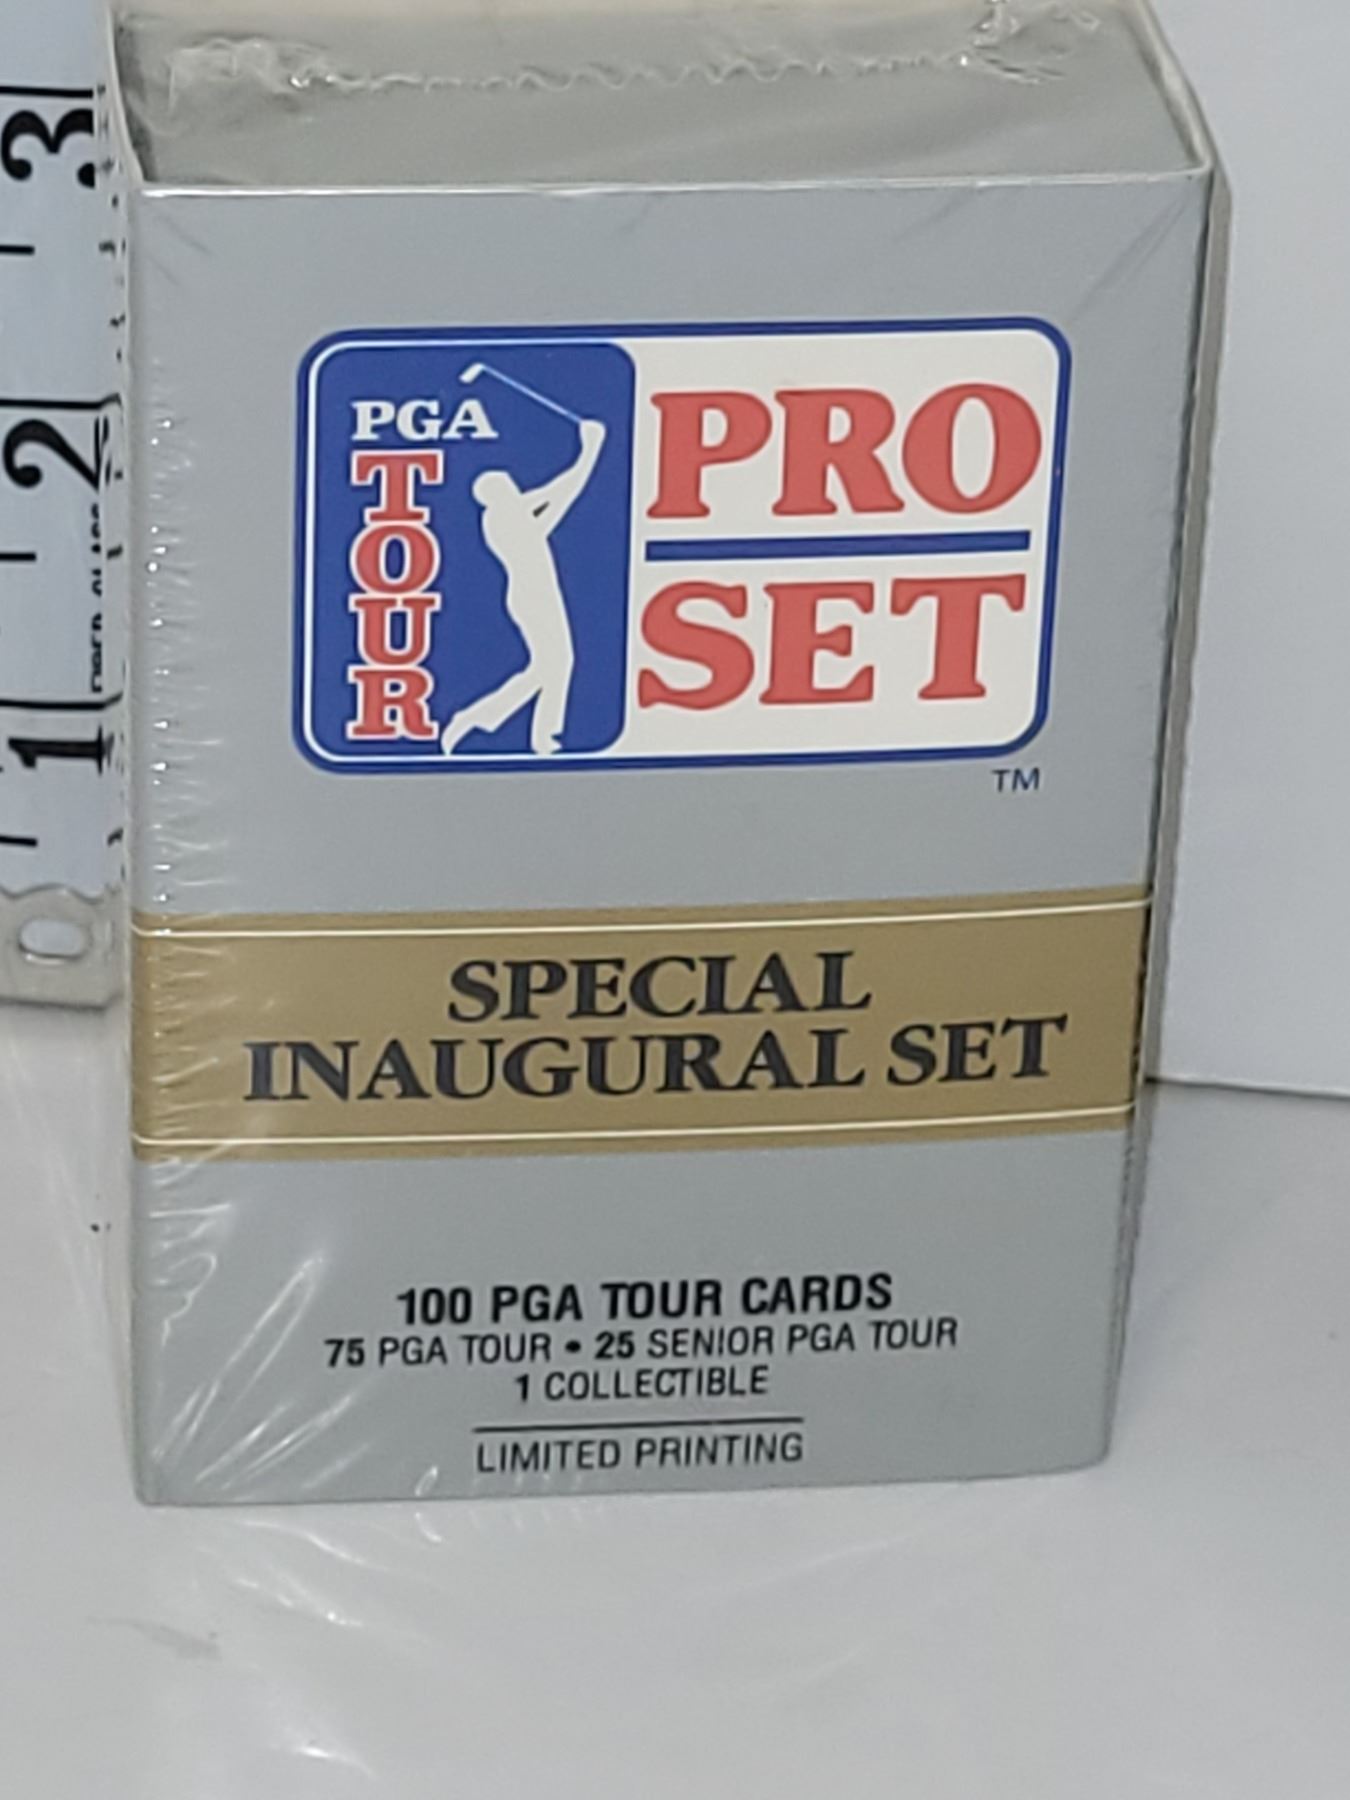 3
2
1
PGA
TOUR
PRO
SET
TM
SPECIAL
INAUGURAL SET
100 PGA TOUR CARDS
75 PGA TOUR • 25 SENIOR PGA TOUR
1 COLLECTIBLE
LIMITED PRINTING